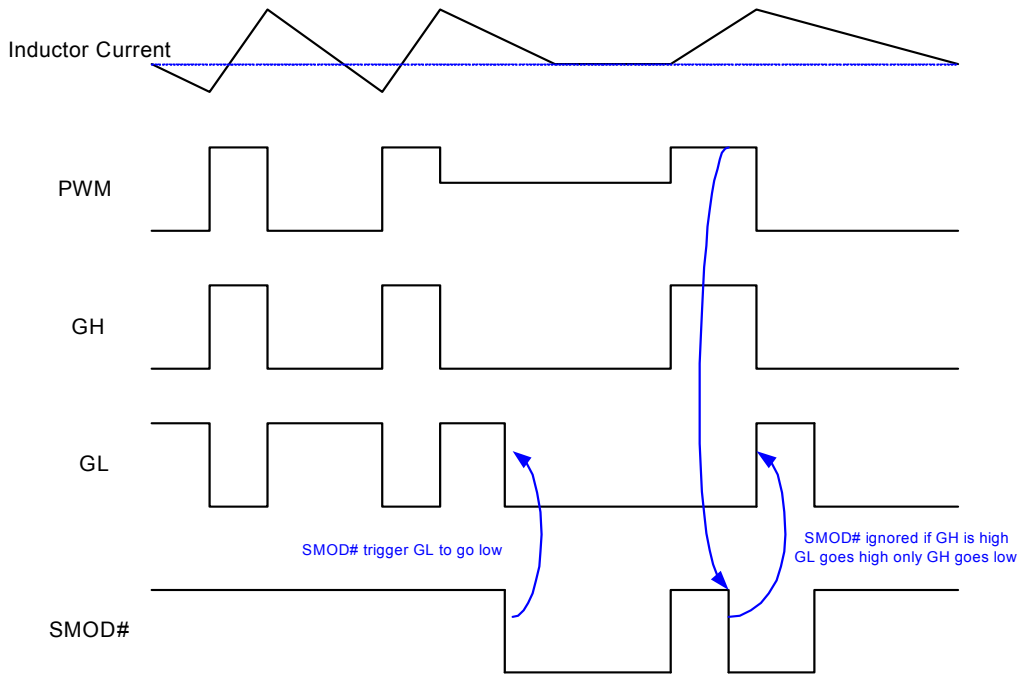 Inductor Current
PWM
GH
GL
SMOD# trigger GL to go low
SMOD# ignored if GH is high
GL goes high only GH goes low
SMOD#